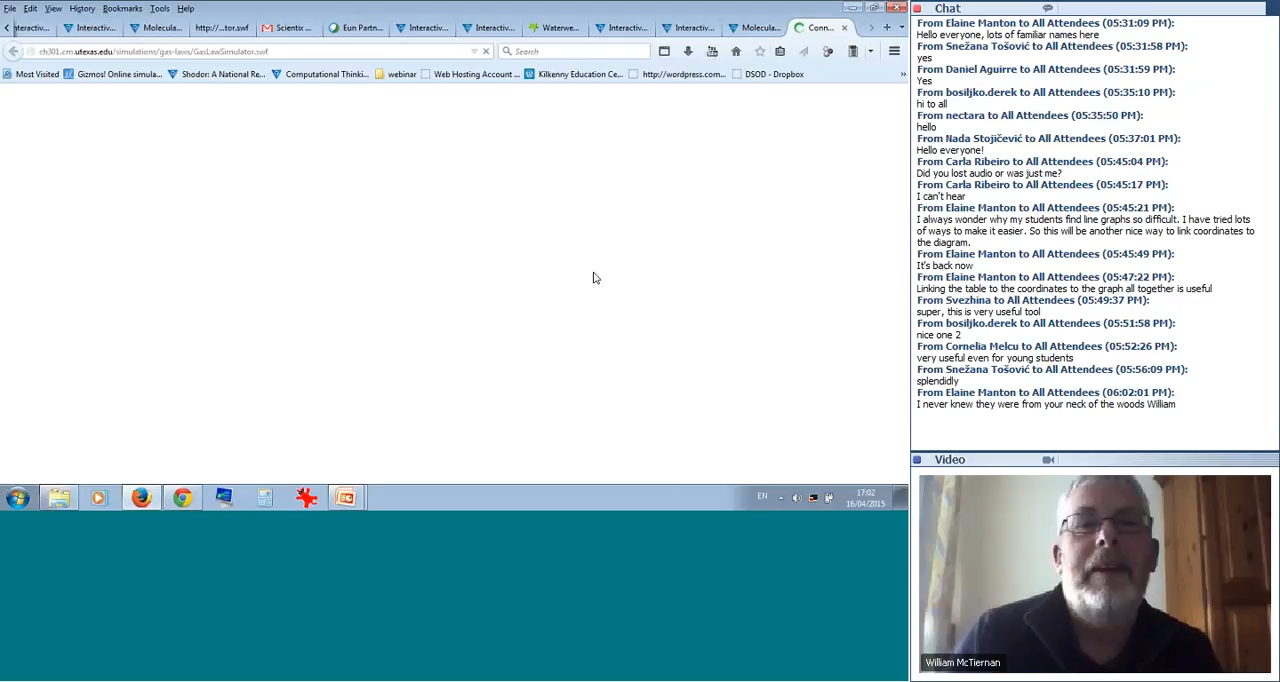 File Edit View History Bookmarks Tools Help
nteractiv... Interactiv... Molecula... http://...tor.swf Scientix ... Eun Partn... Interactiv... Interactiv... Waterwe... Interactiv... Interactiv... Molecula... Conn...
ch301.cm.utexas.edu/simulations/gas-laws/GasLawSimulator.swf Search
Most Visited Gizmos! Online simula... Shodor: A National Re... Computational Thinki... webinar Web Hosting Account ... Kilkenny Education Ce... http://wordpress.com... DSOD - Dropbox
EN 17:02
16/04/2015
Chat
From Elaine Manton to All Attendees (05:31:09 PM):
Hello everyone, lots of familiar names here
From Snežana Tošović to All Attendees (05:31:58 PM):
yes
From Daniel Aguirre to All Attendees (05:31:59 PM):
Yes
From bosiljko.derek to All Attendees (05:35:10 PM):
hi to all
From nectara to All Attendees (05:35:50 PM):
hello
From Nada Stojičević to All Attendees (05:37:01 PM):
Hello everyone!
From Carla Ribeiro to All Attendees (05:45:04 PM):
Did you lost audio or was just me?
From Carla Ribeiro to All Attendees (05:45:17 PM):
I can't hear
From Elaine Manton to All Attendees (05:45:21 PM):
I always wonder why my students find line graphs so difficult. I have tried lots
of ways to make it easier. So this will be another nice way to link coordinates to
the diagram.
From Elaine Manton to All Attendees (05:45:49 PM):
It's back now
From Elaine Manton to All Attendees (05:47:22 PM):
Linking the table to the coordinates to the graph all together is useful
From Svezhina to All Attendees (05:49:37 PM):
super, this is very useful tool
From bosiljko.derek to All Attendees (05:51:58 PM):
nice one 2
From Cornelia Melcu to All Attendees (05:52:26 PM):
very useful even for young students
From Snežana Tošović to All Attendees (05:56:09 PM):
splendidly
From Elaine Manton to All Attendees (06:02:01 PM):
I never knew they were from your neck of the woods William
Video
William McTiernan